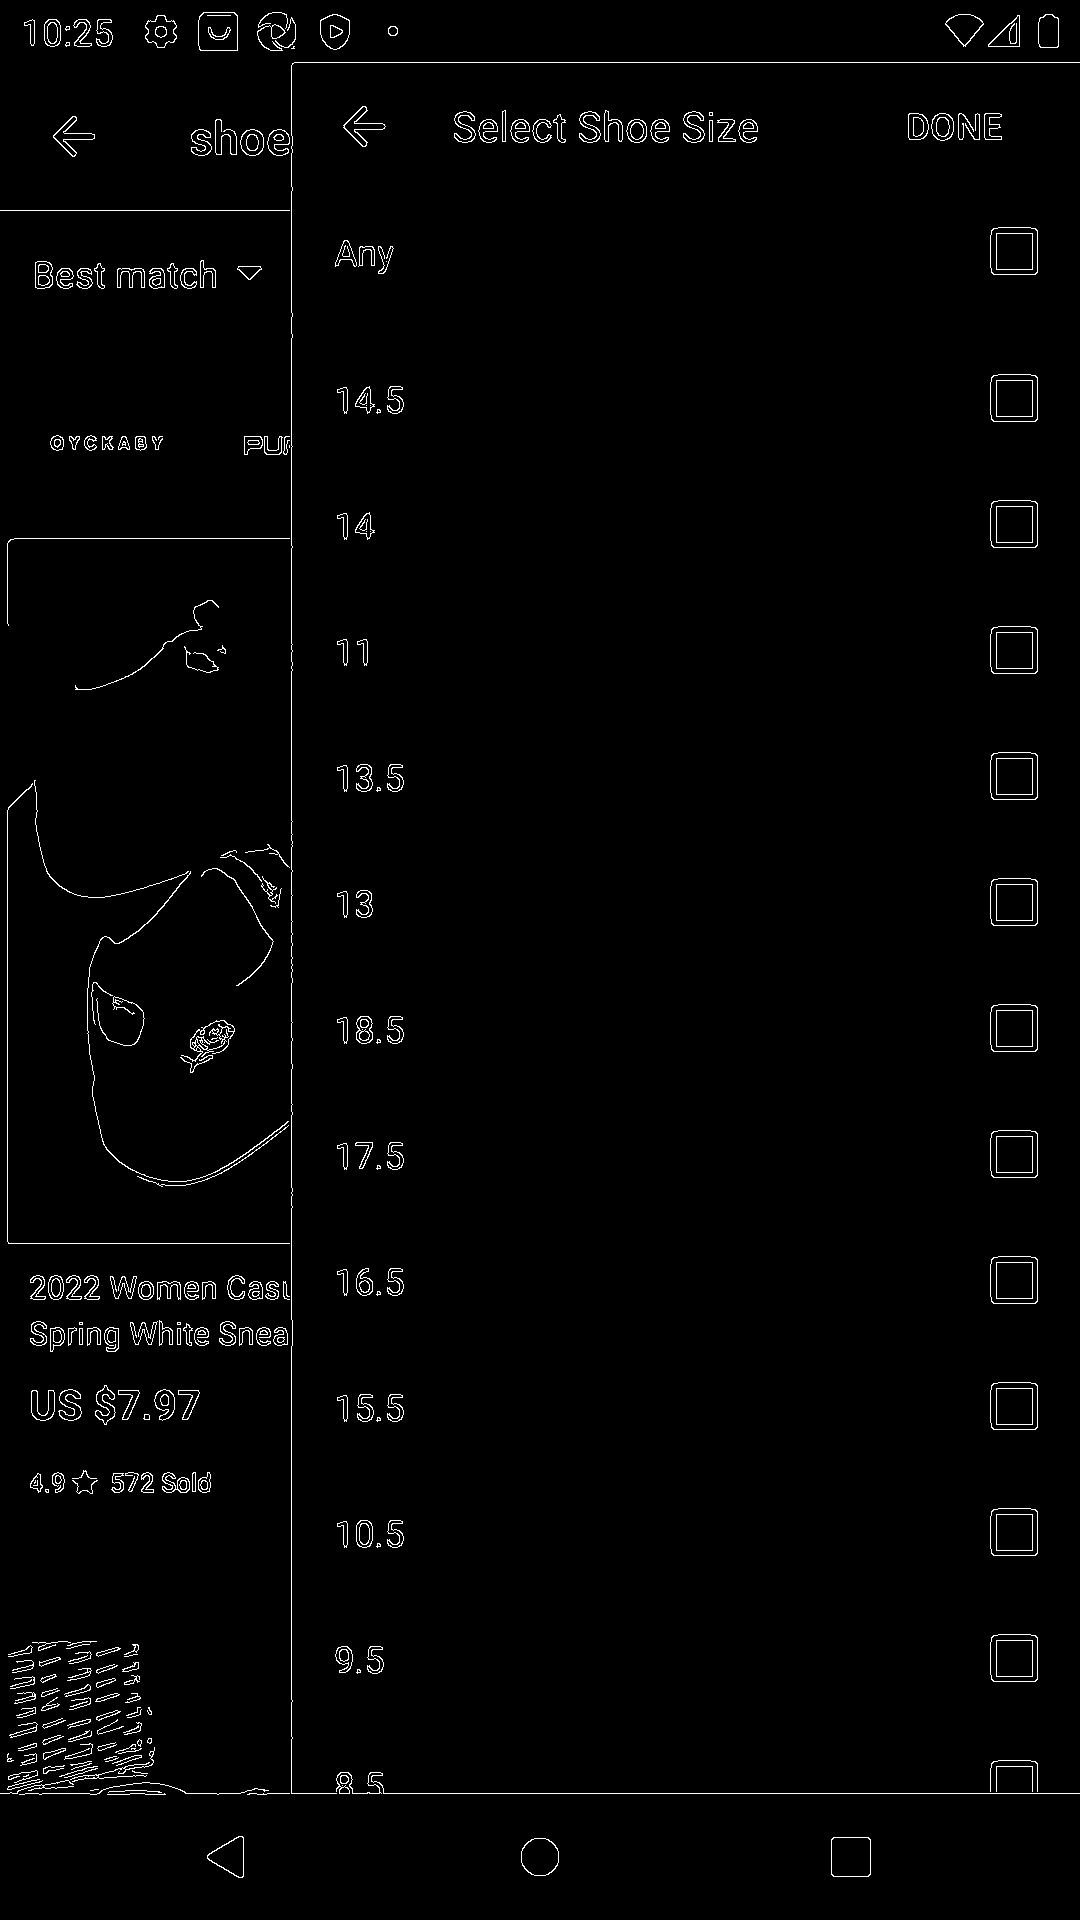 10:25
shoe
Select Shoe Size
DONE
Best match
OYCKABY
Any
14.5
14
11
13.5
13
18.5
17.5
16.5
15.5
10.5
9.5
8.5
2022 Women Casu
Spring White Snea
US $7.97
4.9 572 Sold